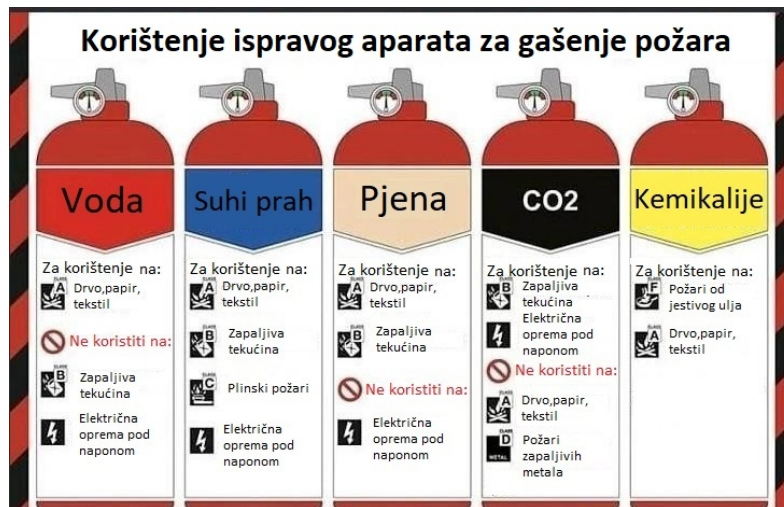 Korištenje ispravog aparata za gašenje požara
Voda
Za korištenje na:
A
Drvo,papir,
tekstil
Ne koristiti na:
B
Zapaljiva
tekućina
Električna
oprema pod
naponom
Suhi prah
Za korištenje na:
A
Drvo,papir,
tekstil
B
Zapaljiva
tekućina
C
Plinski požari
Električna
oprema pod
naponom
Pjena
Za korištenje na:
A
Drvo,papir,
tekstil
B
Zapaljiva
tekućina
Ne koristiti na:
Električna
oprema pod
naponom
CO2
Za korištenje na:
B
Zapaljiva
tekućina
Električna
oprema pod
naponom
Ne koristiti na:
A
Drvo,papir,
tekstil
D
METAL
Požari
zapaljivih
metala
Kemikalije
Za korištenje na:
F
Požari od
jestivog ulja
A
Drvo,papir,
tekstil